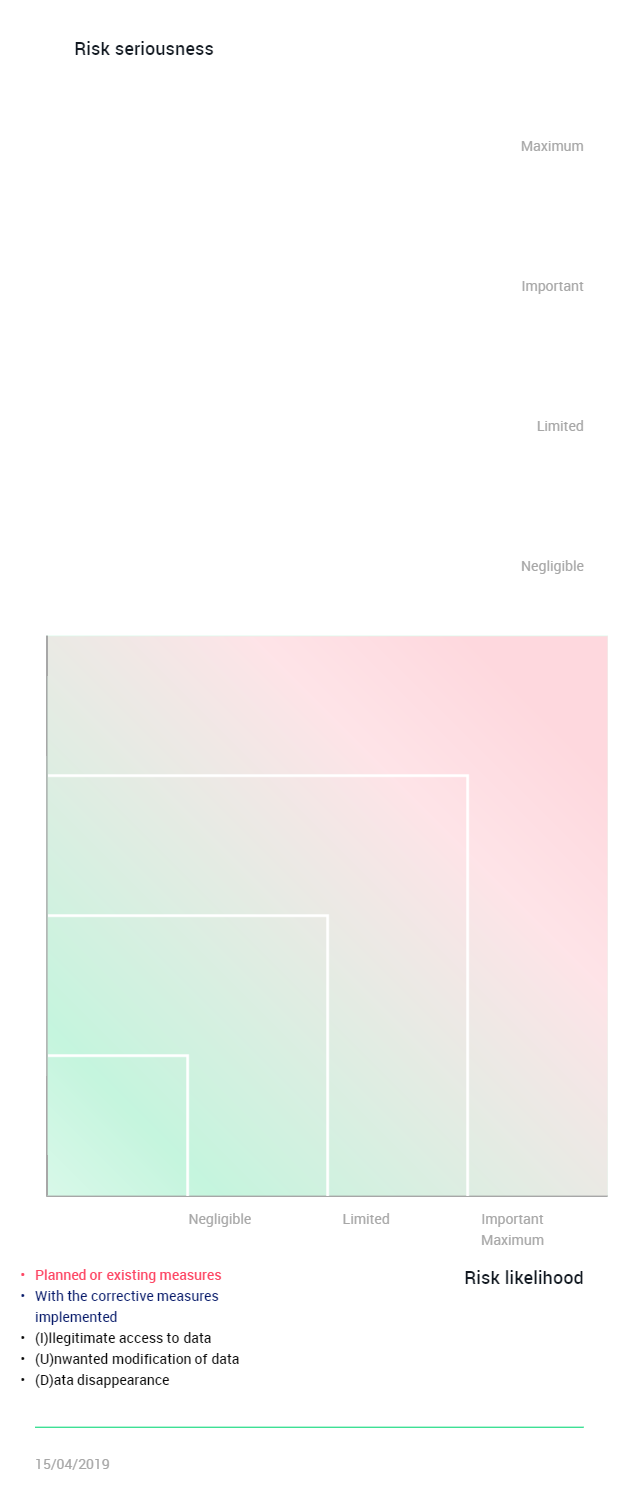 Risk seriousness
Maximum
Important
Limited
Negligible
Negligible
Limited
Important
Maximum
Risk likelihood
• Planned or existing measures
• With the corrective measures
implemented
• (I)llegitimate access to data
• (U)nwanted modification of data
• (D)ata disappearance
15/04/2019